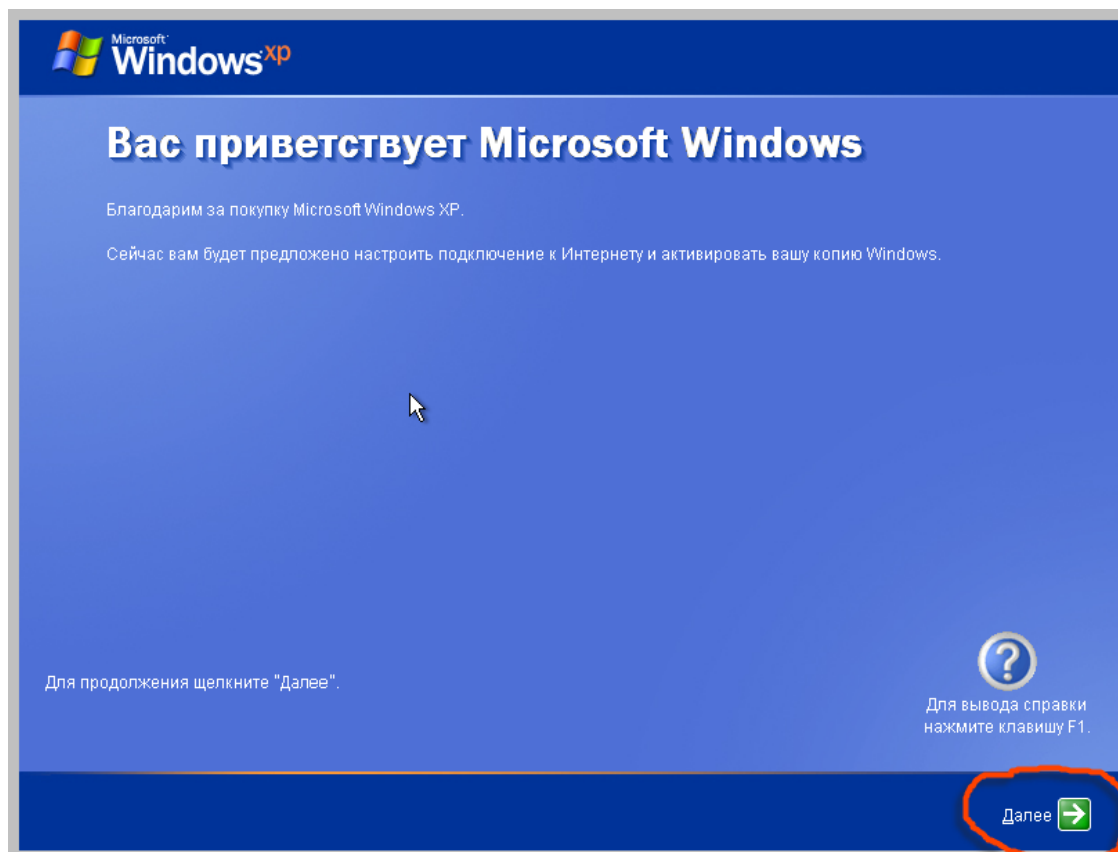 Microsoft
Windows xp
Вас приветствует Microsoft Windows
Благодарим за покупку Microsoft Windows XP.
Сейчас вам будет предложено настроить подключение к Интернету и активировать вашу копию Windows.
Для продолжения щелкните "Далее".
Для вывода справки
нажмите клавишу F1.
Далее